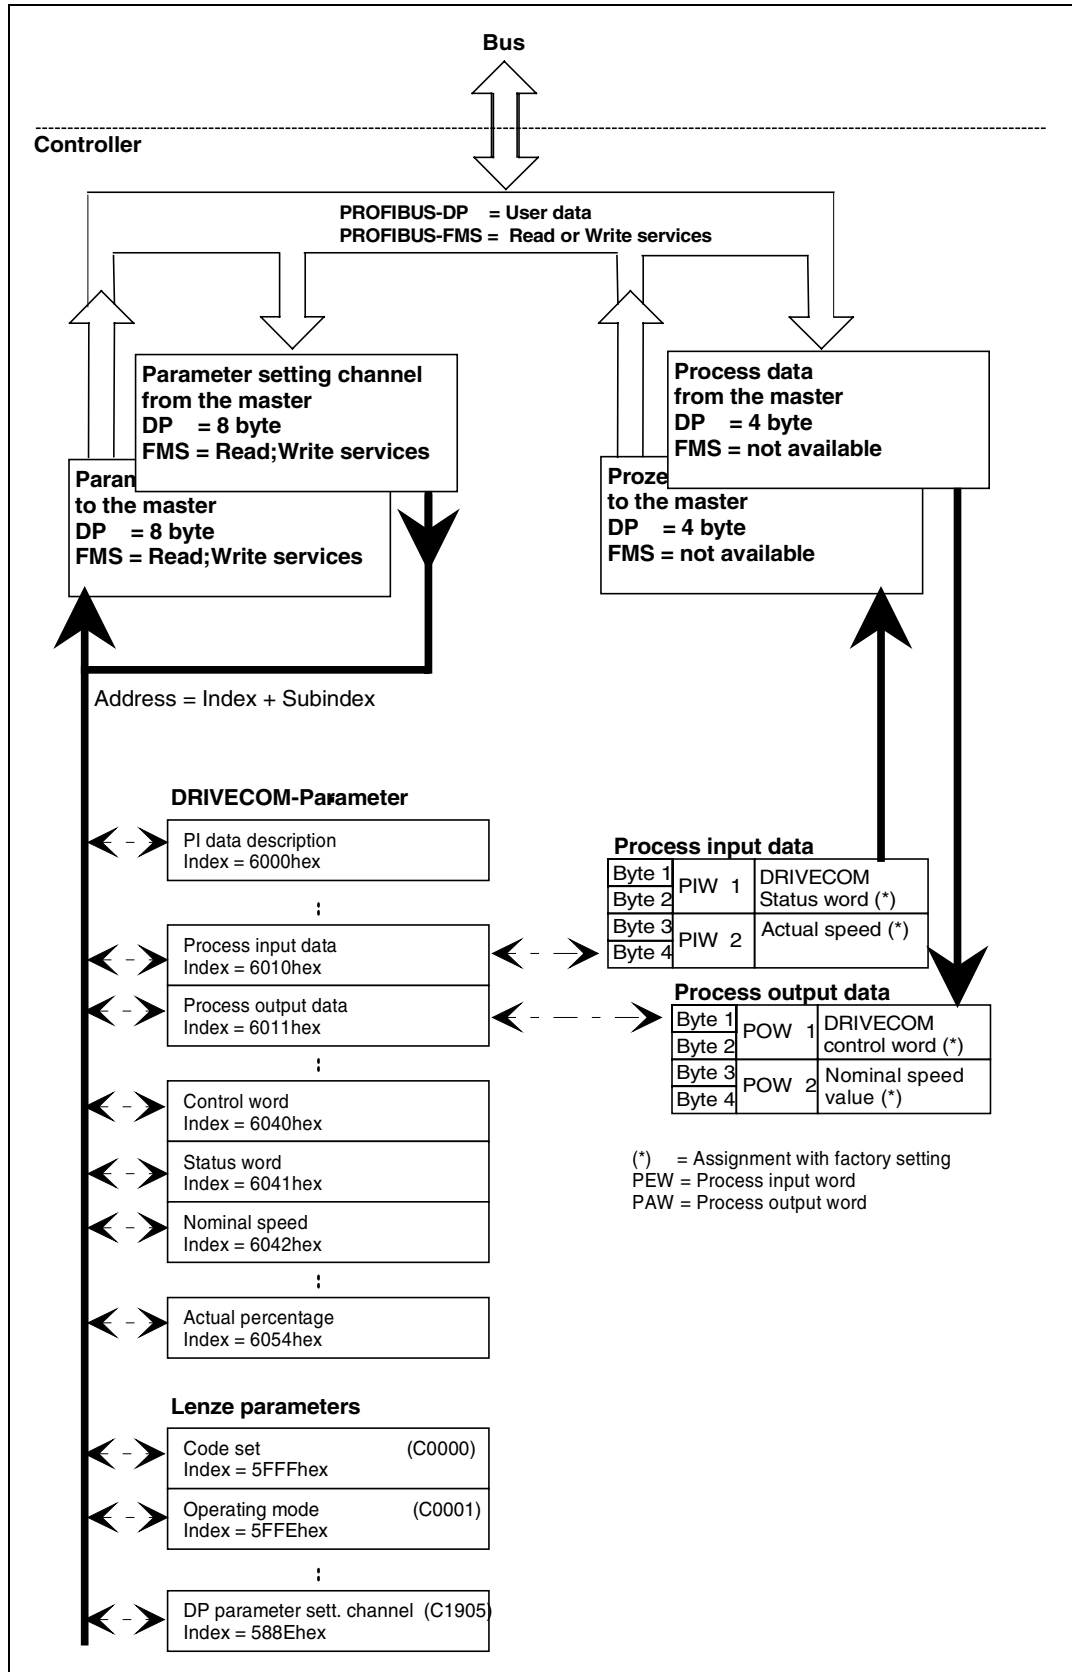 Bus
Controller
PROFIBUS-DP = User data
PROFIBUS-FMS = Read or Write services
Parameter setting channel
from the master
DP = 8 byte
FMS = Read;Write services
Param
to the master
DP = 8 byte
FMS = Read;Write services
Process data
from the master
DP = 4 byte
FMS = not available
Proze
to the master
DP = 4 byte
FMS = not available
Address = Index + Subindex
DRIVECOM-Parameter
PI data description
Index = 6000hex
Process input data
Index = 6010hex
Process output data
Index = 6011hex
Control word
Index = 6040hex
Status word
Index = 6041hex
Nominal speed
Index = 6042hex
Actual percentage
Index = 6054hex
Lenze parameters
Code set (C0000)
Index = 5FFFhex
Operating mode (C0001)
Index = 5FFEhex
DP parameter sett. channel (C1905)
Index = 588Ehex
Process input data
Byte 1
Byte 2
PIW 1
DRIVECOM
Status word (*)
Byte 3
Byte 4
PIW 2
Actual speed (*)
Process output data
Byte 1
Byte 2
POW 1
DRIVECOM
control word (*)
Byte 3
Byte 4
POW 2
Nominal speed
value (*)
(*) = Assignment with factory setting
PEW = Process input word
PAW = Process output word